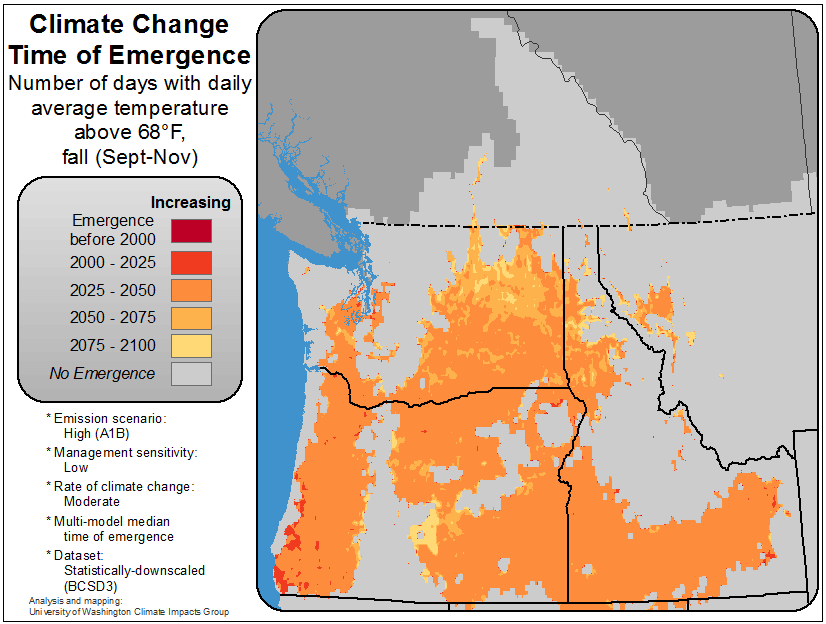 Climate Change
Time of Emergence
Number of days with daily
average temperature
above 68°F,
fall (Sept-Nov)
Increasing
Emergence
before 2000
2000 - 2025
2025 - 2050
2050 - 2075
2075 - 2100
No Emergence
* Emission scenario:
High (A1B)
* Management sensitivity:
Low
* Rate of climate change:
Moderate
* Multi-model median
time of emergence
* Dataset:
Statistically-downscaled
(BCSD3)
Analysis and mapping:
University of Washington Climate Impacts Group